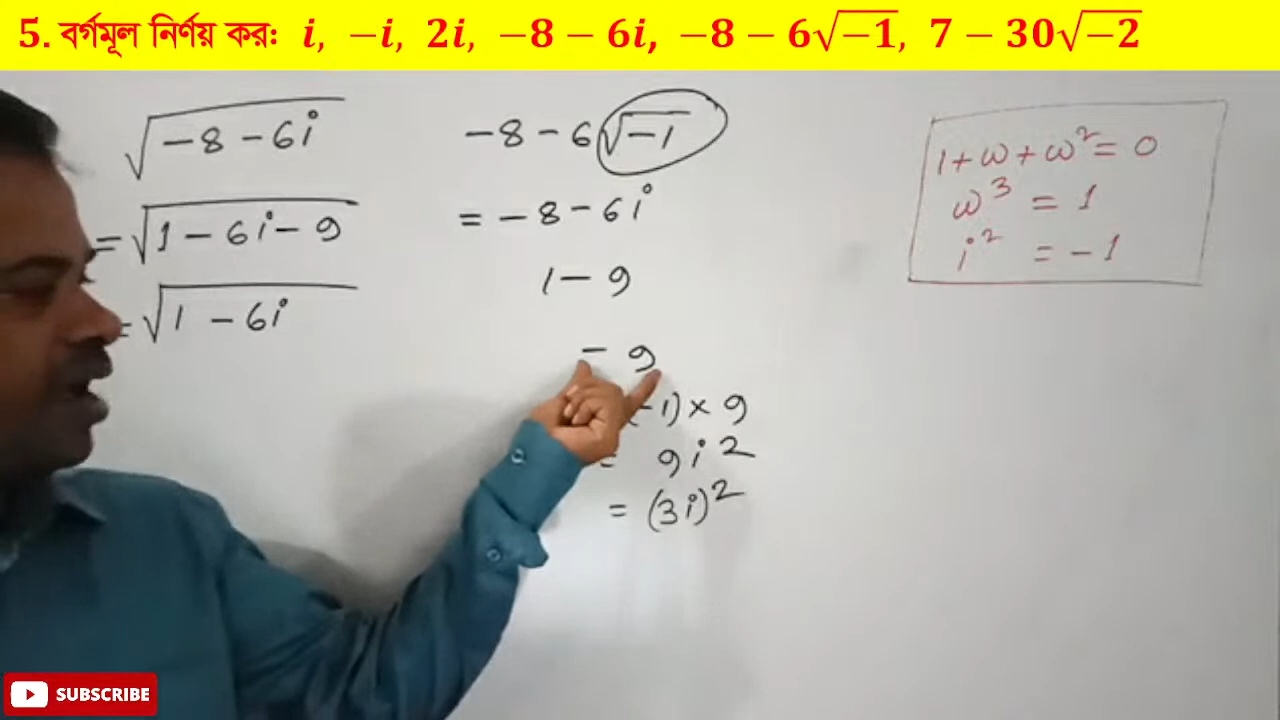 5. বর্গমূল নির্ণয় করঃ i, −i, 2i, −8 − 6i, −8 − 6√−1, 7 − 30√−2
√−8 − 6i
= √1 − 6i − 9
= √1 − 6i
−8 − 6√−1
= −8 − 6i
1 − 9
− 9
(−1) × 9
= 9i²
= (3i)²
1 + ω + ω² = 0
ω³ = 1
i² = −1
SUBSCRIBE